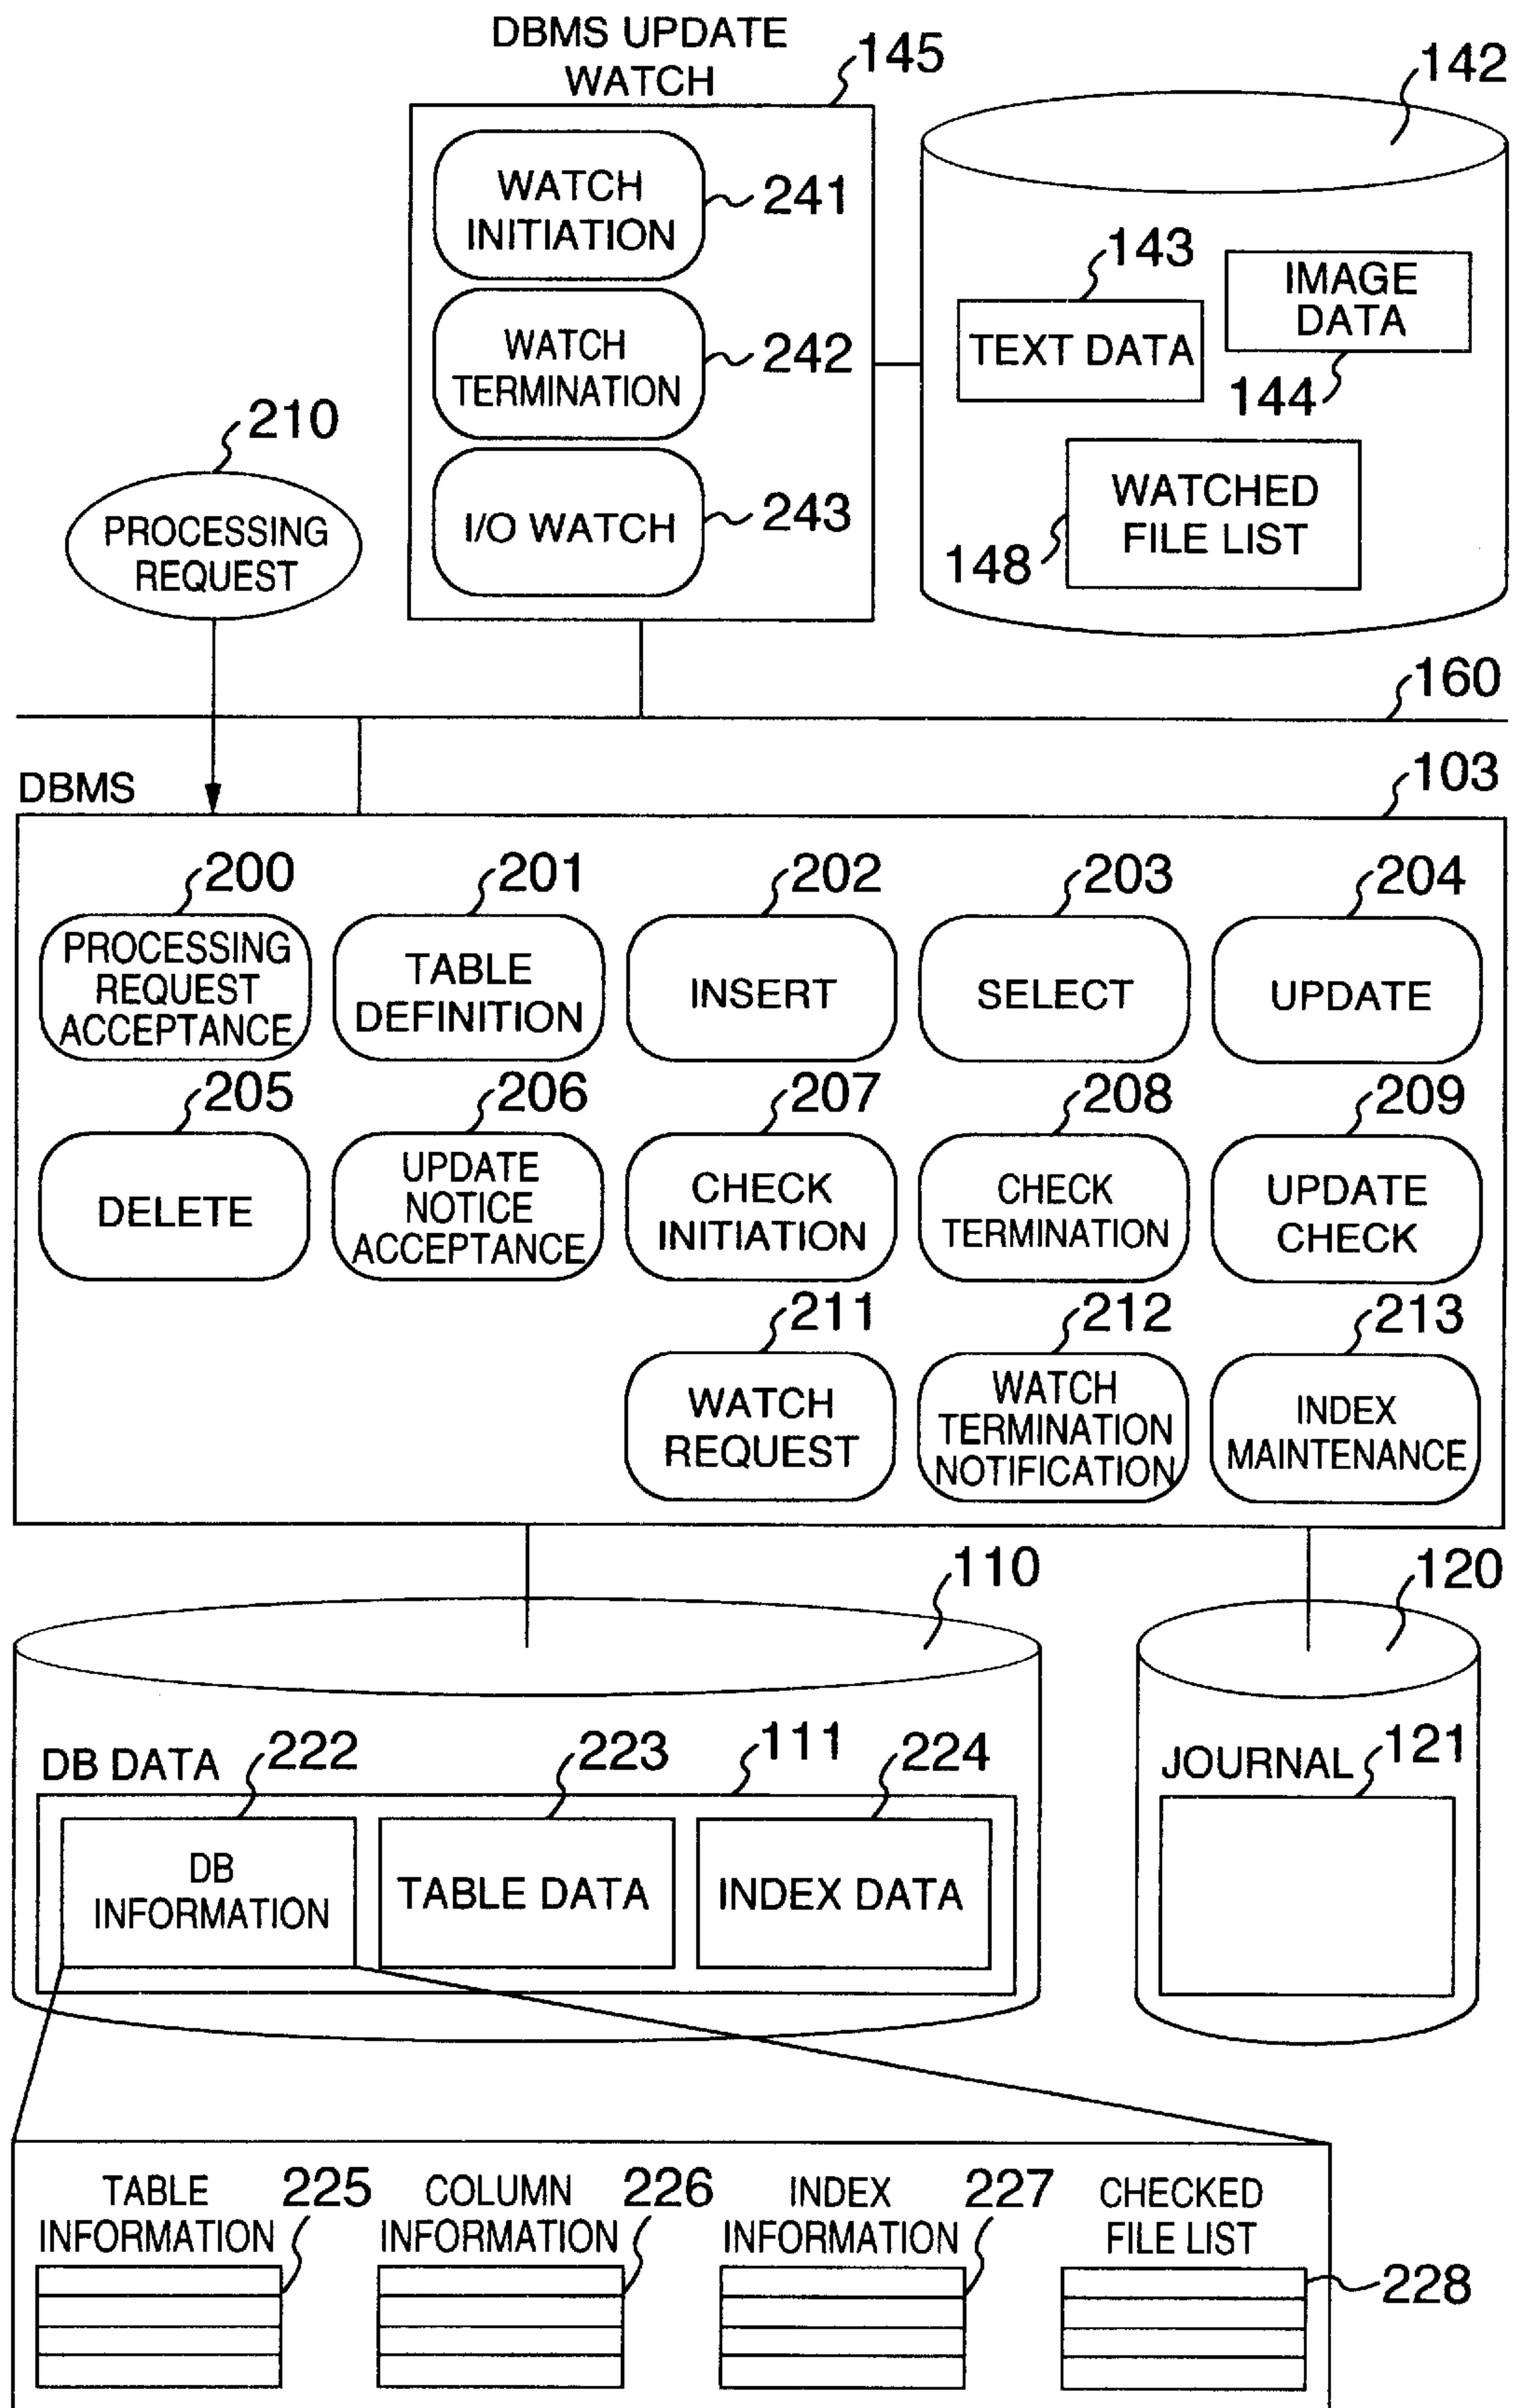 DBMS UPDATE
WATCH
145
142
WATCH
INITIATION
241
143
IMAGE
DATA
TEXT DATA
144
WATCH
TERMINATION
242
210
WATCHED
FILE LIST
148
I/O WATCH
243
PROCESSING
REQUEST
160
DBMS
103
200 201 202 203 204
PROCESSING
REQUEST
ACCEPTANCE
TABLE
DEFINITION
INSERT
SELECT
UPDATE
205 206 207 208 209
DELETE
UPDATE
NOTICE
ACCEPTANCE
CHECK
INITIATION
CHECK
TERMINATION
UPDATE
CHECK
211 212 213
WATCH
REQUEST
WATCH
TERMINATION
NOTIFICATION
INDEX
MAINTENANCE
110
120
DB DATA 222 223 111 224
DB
INFORMATION
TABLE DATA
INDEX DATA
JOURNAL 121
TABLE
INFORMATION
225
COLUMN
INFORMATION
226
INDEX
INFORMATION
227
CHECKED
FILE LIST
228